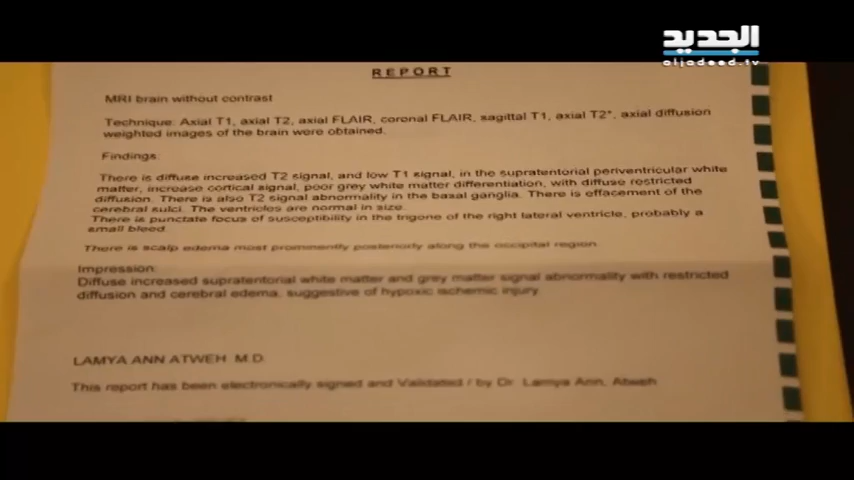 الجديد
aljadeed.tv
REPORT
MRI brain without contrast
Technique: Axial T1, axial T2, axial FLAIR, coronal FLAIR, sagittal T1, axial T2*, axial diffusion
weighted images of the brain were obtained.
Findings:
There is diffuse increased T2 signal, and low T1 signal, in the supratentorial periventricular white
matter, increase cortical signal, poor grey white matter differentiation, with diffuse restricted
diffusion. There is also T2 signal abnormality in the basal ganglia. There is effacement of the
cerebral sulci. The ventricles are normal in size.
There is punctate focus of susceptibility in the trigone of the right lateral ventricle, probably a
small bleed.
There is scalp edema most prominently posteriorly along the occipital region.
Impression:
Diffuse increased supratentorial white matter and grey matter signal abnormality with restricted
diffusion and cerebral edema, suggestive of hypoxic ischemic injury.
LAMYA ANN ATWEH M.D.
This report has been electronically signed and Validated / by Dr. Lamya Ann, Atweh